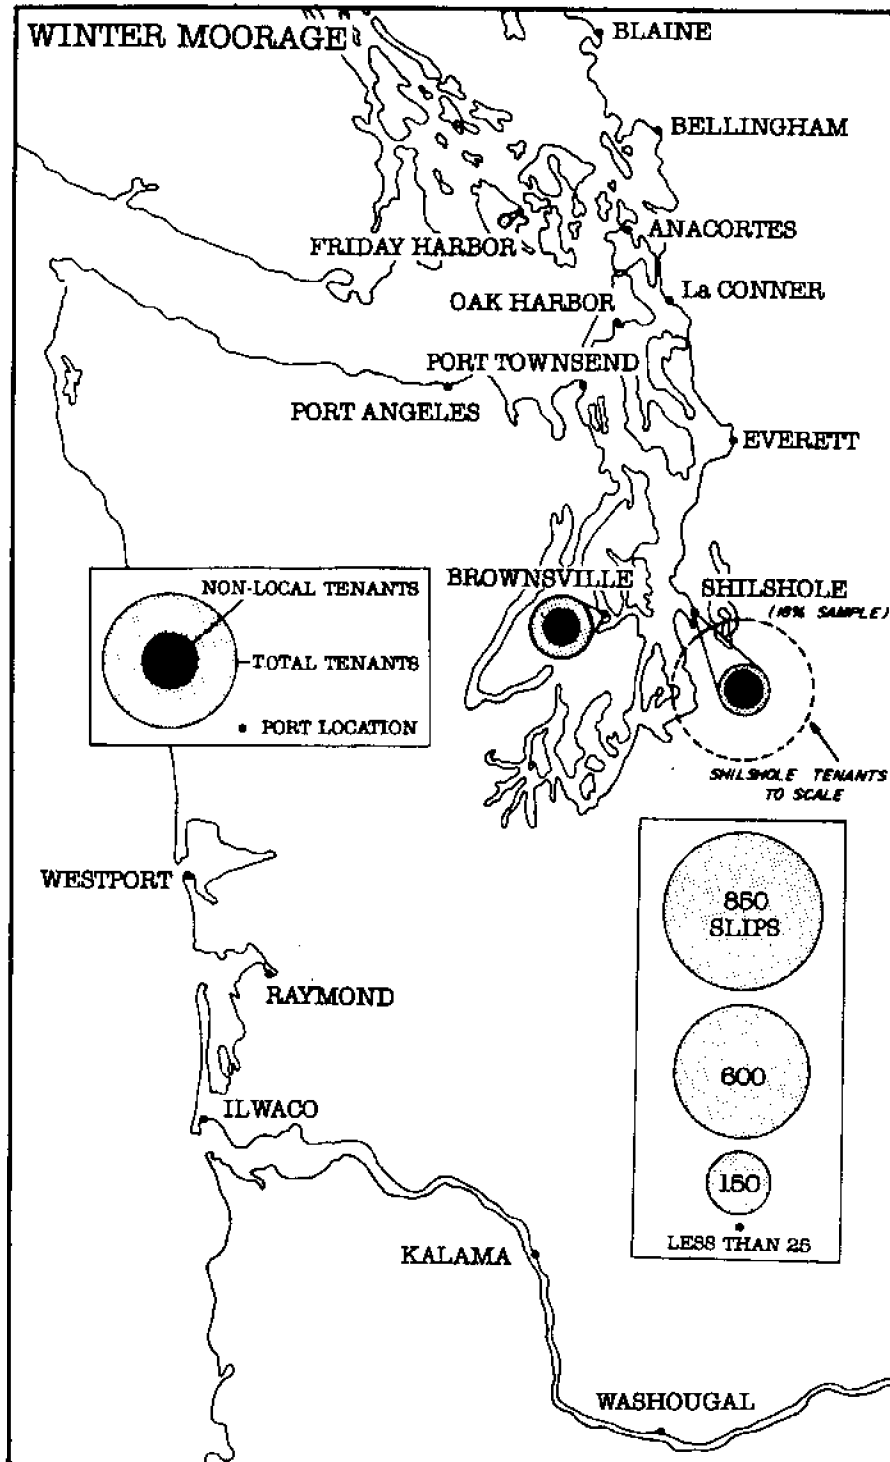 WINTER MOORAGE
BLAINE
BELLINGHAM
ANACORTES
FRIDAY HARBOR
La CONNER
OAK HARBOR
PORT TOWNSEND
PORT ANGELES
EVERETT
BROWNSVILLE
SHILSHOLE
(18% SAMPLE)
NON-LOCAL TENANTS
TOTAL TENANTS
PORT LOCATION
SHILSHOLE TENANTS
TO SCALE
WESTPORT
850
SLIPS
RAYMOND
600
ILWACO
150
LESS THAN 25
KALAMA
WASHOUGAL